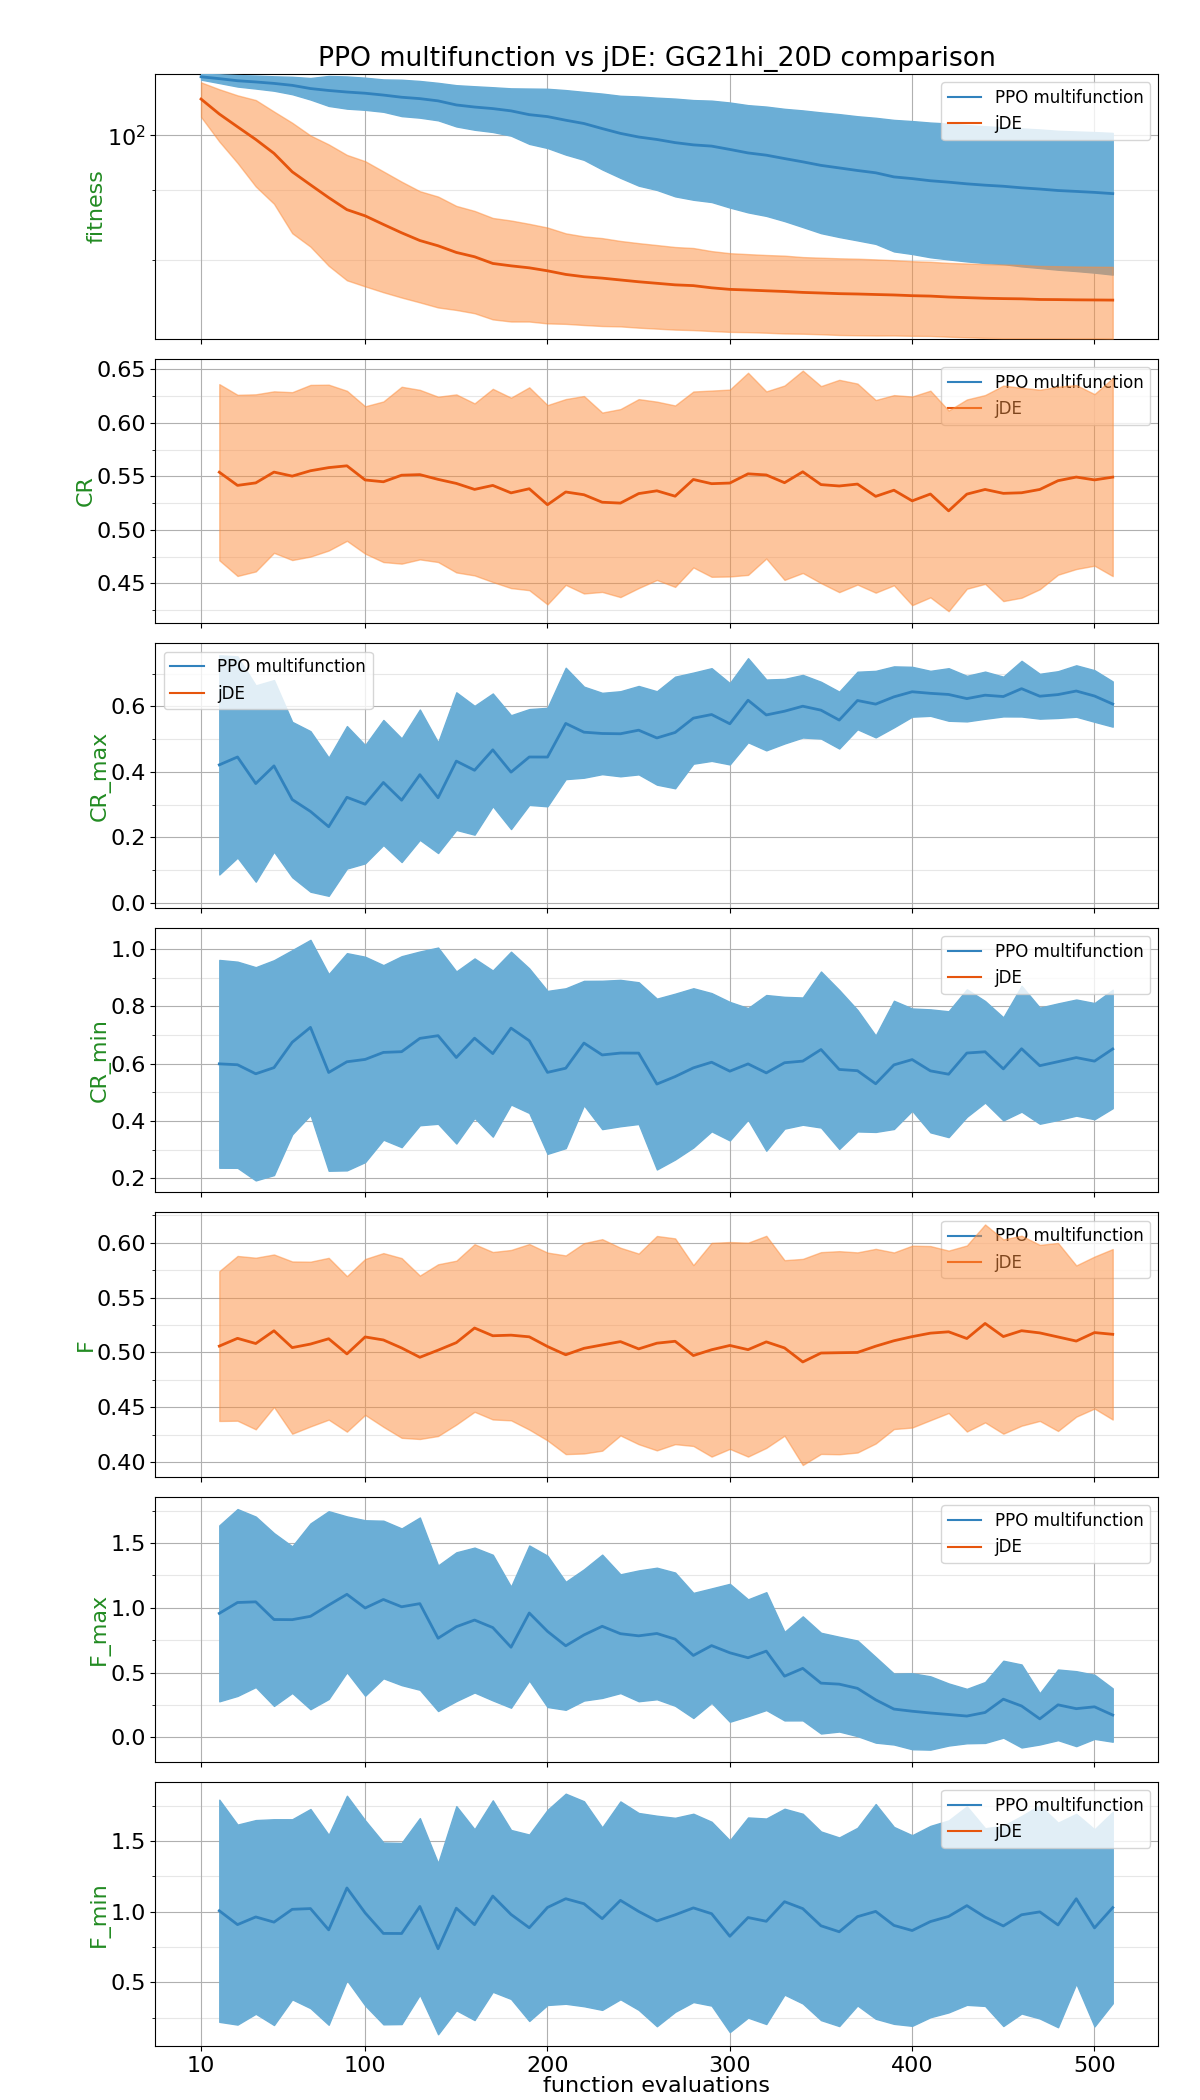 PPO multifunction vs jDE: GG21hi_20D comparison
PPO multifunction
jDE
10²
fitness
PPO multifunction
jDE
0.65
0.60
0.55
0.50
0.45
CR
PPO multifunction
jDE
0.6
0.4
0.2
0.0
CR_max
PPO multifunction
jDE
1.0
0.8
0.6
0.4
0.2
CR_min
PPO multifunction
jDE
0.60
0.55
0.50
0.45
0.40
F
PPO multifunction
jDE
1.5
1.0
0.5
0.0
F_max
PPO multifunction
jDE
1.5
1.0
0.5
F_min
10 100 200 300 400 500
function evaluations